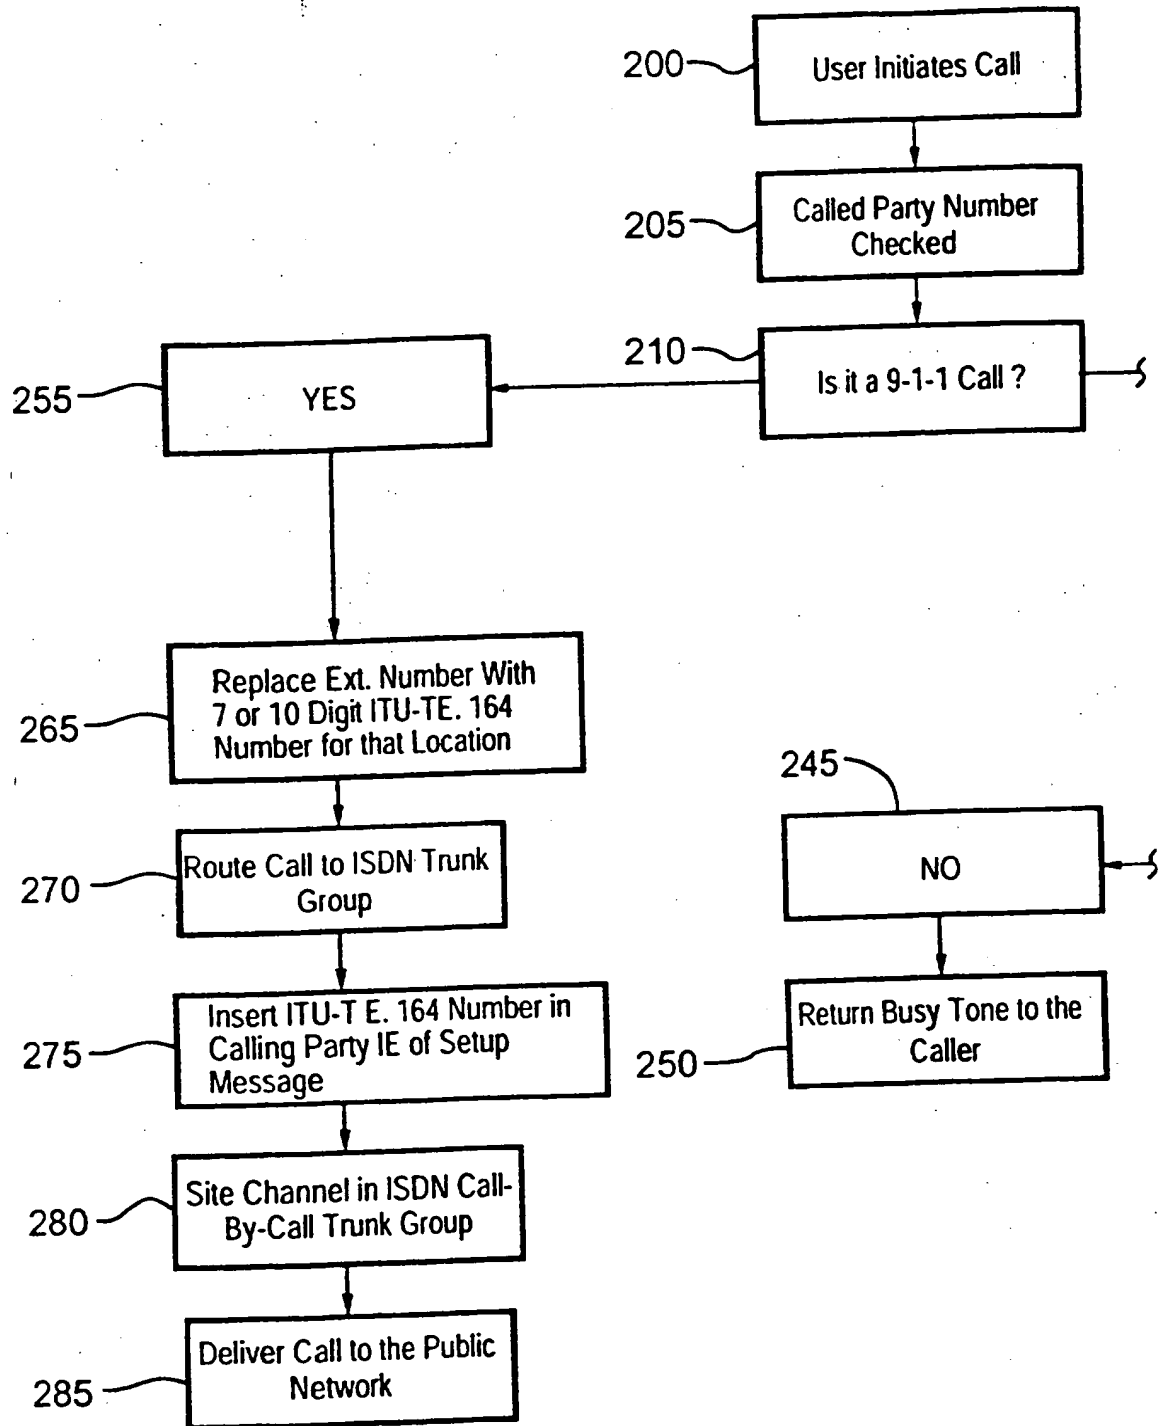 200
User Initiates Call
205
Called Party Number
Checked
210
Is it a 9-1-1 Call ?
255
YES
265
Replace Ext. Number With
7 or 10 Digit ITU-TE. 164
Number for that Location
245
NO
270
Route Call to ISDN Trunk
Group
250
Return Busy Tone to the
Caller
275
Insert ITU-T E. 164 Number in
Calling Party IE of Setup
Message
280
Site Channel in ISDN Call-
By-Call Trunk Group
285
Deliver Call to the Public
Network